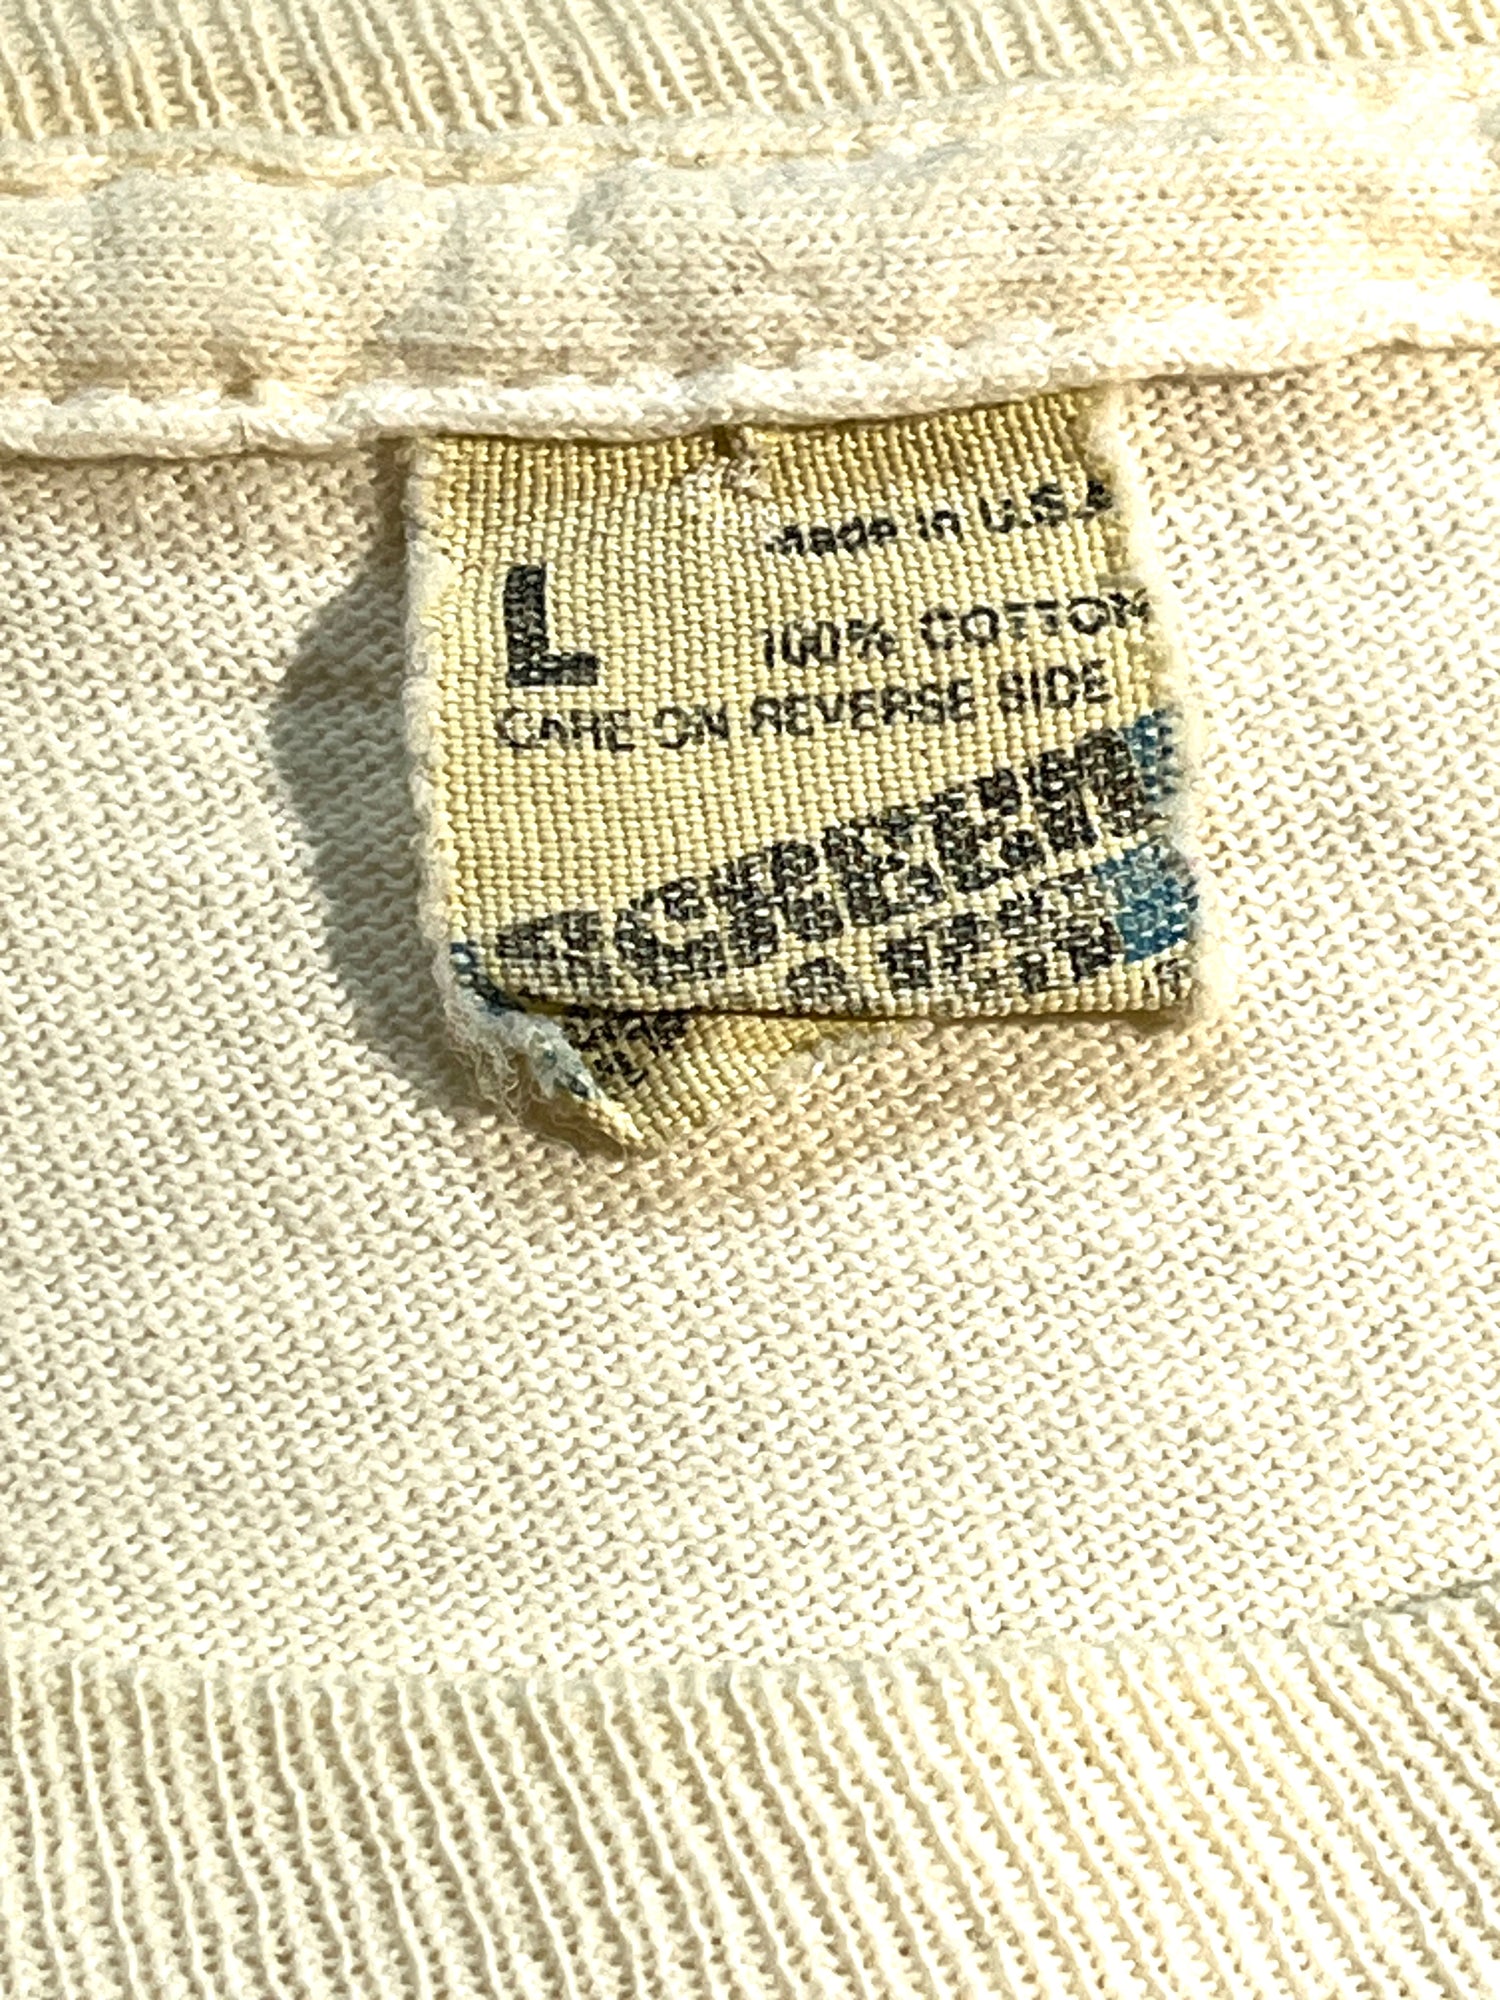 Made in U.S.A
L
100% COTTON
CARE ON REVERSE SIDE
SCREEN